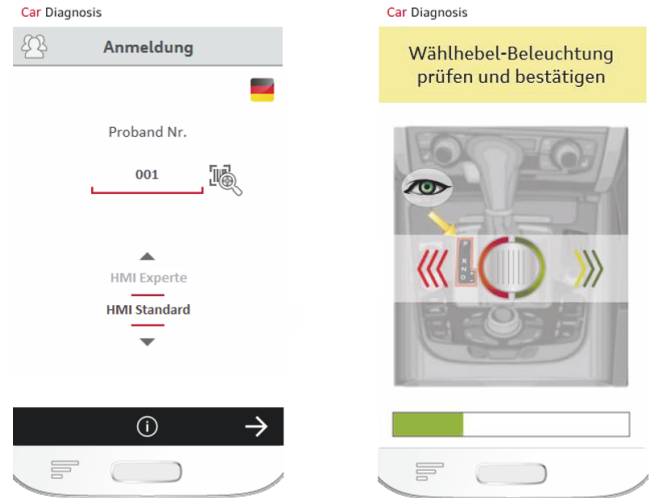 Car Diagnosis
Anmeldung
Proband Nr.
001
HMI Experte
HMI Standard
Car Diagnosis
Wählhebel-Beleuchtung
prüfen und bestätigen
P
R
N
D